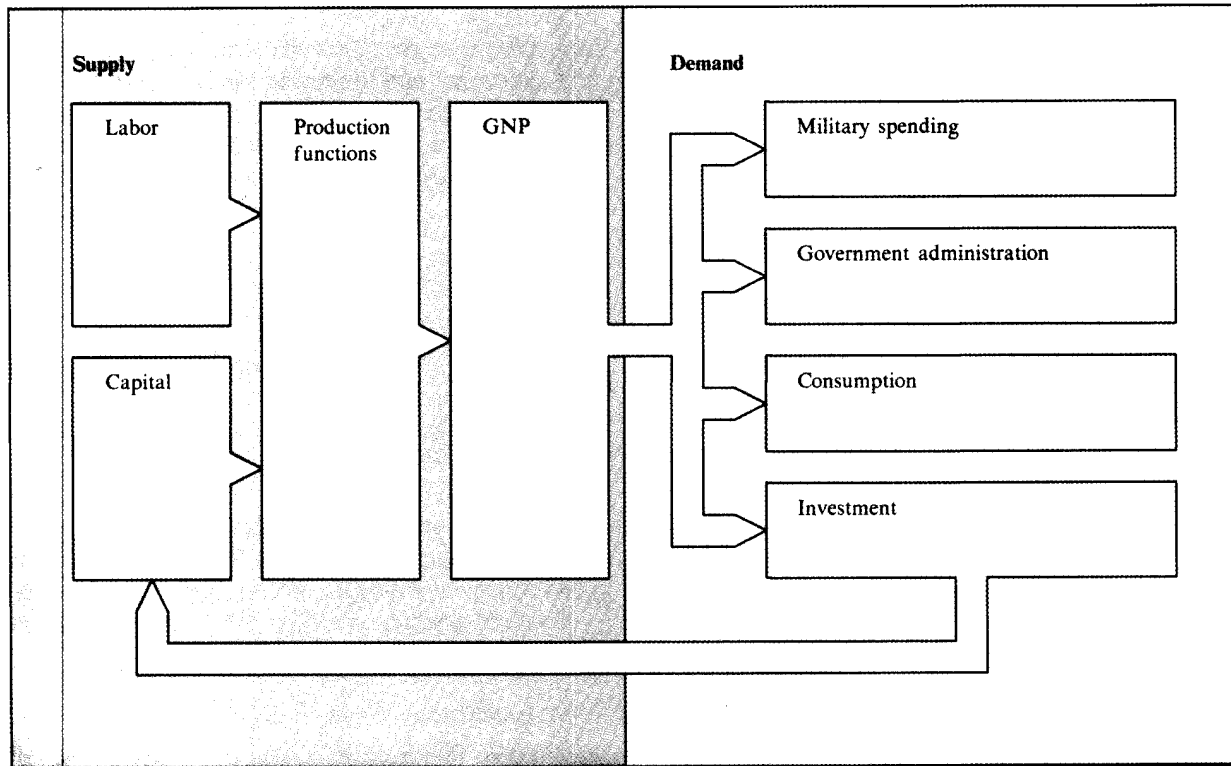 Supply
Demand
Labor
Production
functions
GNP
Capital
Military spending
Government administration
Consumption
Investment